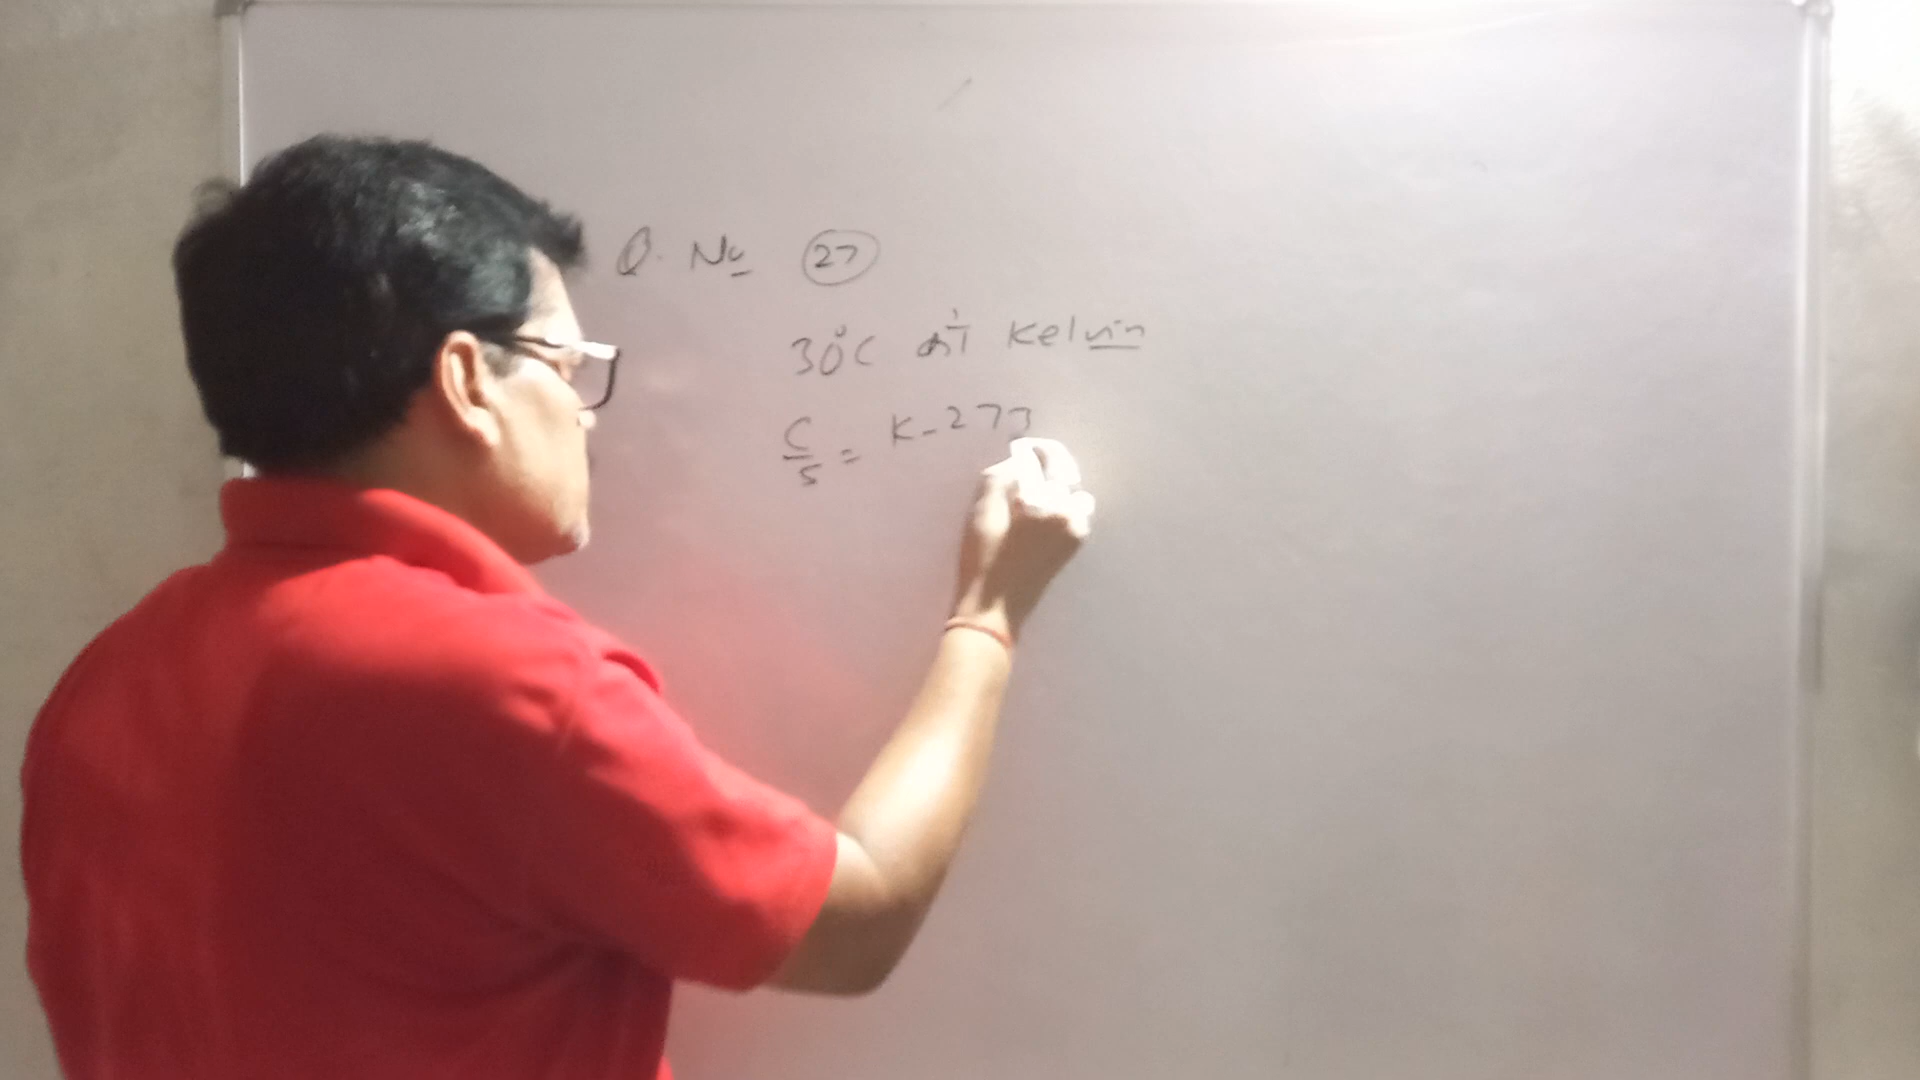 Q. No 27
30°C को Kelvin
C/5 = K-273